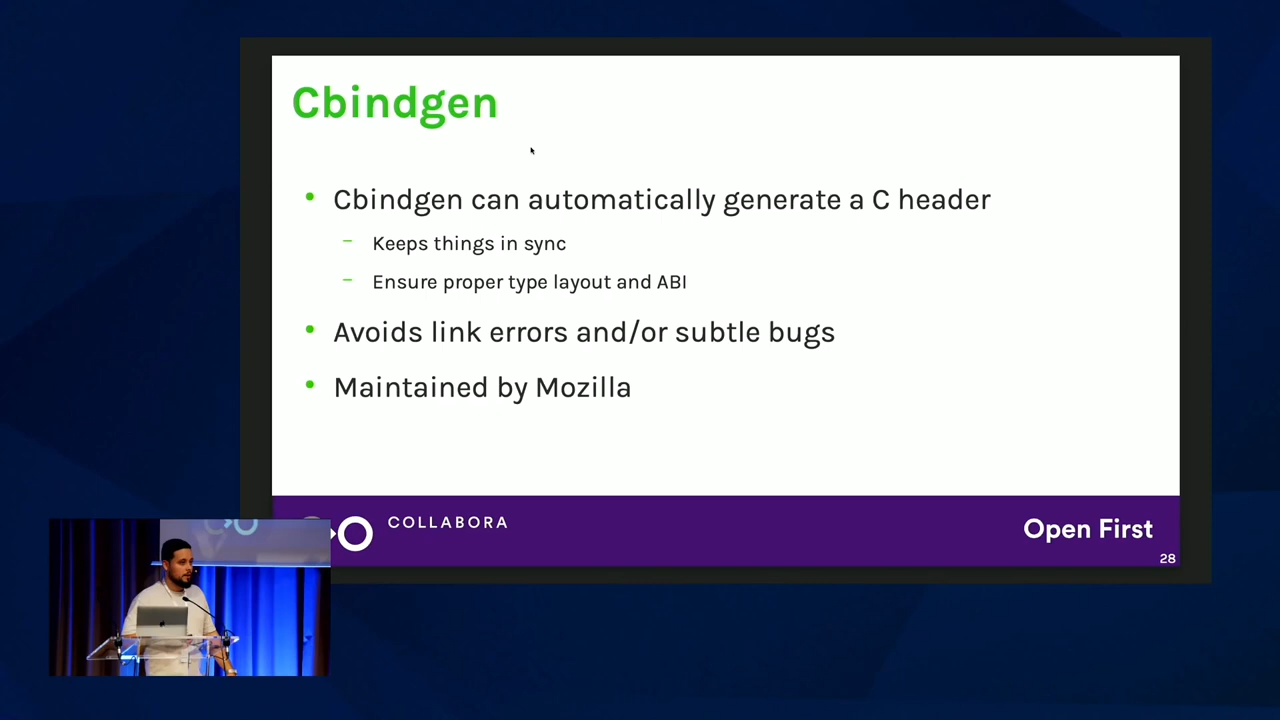 Cbindgen
• Cbindgen can automatically generate a C header
– Keeps things in sync
– Ensure proper type layout and ABI
• Avoids link errors and/or subtle bugs
• Maintained by Mozilla
COLLABORA
Open First
28